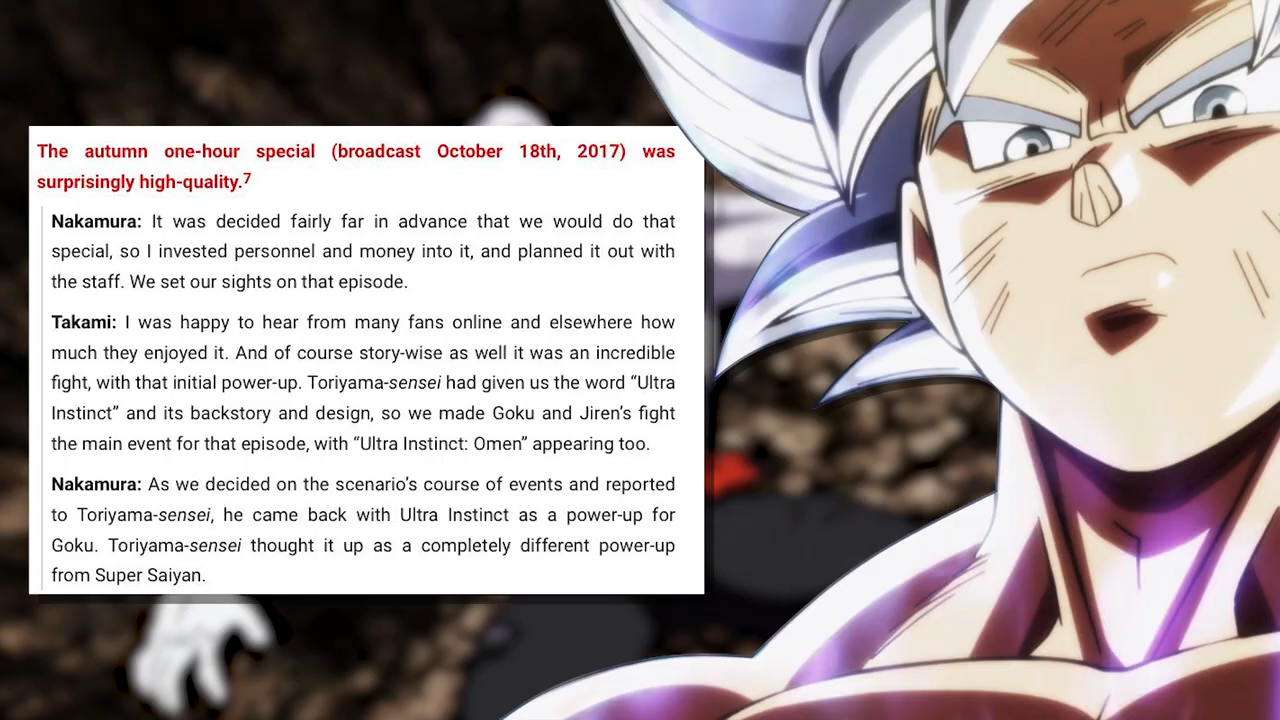 The autumn one-hour special (broadcast October 18th, 2017) was
surprisingly high-quality.7
Nakamura: It was decided fairly far in advance that we would do that
special, so I invested personnel and money into it, and planned it out with
the staff. We set our sights on that episode.
Takami: I was happy to hear from many fans online and elsewhere how
much they enjoyed it. And of course story-wise as well it was an incredible
fight, with that initial power-up. Toriyama-sensei had given us the word “Ultra
Instinct” and its backstory and design, so we made Goku and Jiren’s fight
the main event for that episode, with “Ultra Instinct: Omen” appearing too.
Nakamura: As we decided on the scenario’s course of events and reported
to Toriyama-sensei, he came back with Ultra Instinct as a power-up for
Goku. Toriyama-sensei thought it up as a completely different power-up
from Super Saiyan.